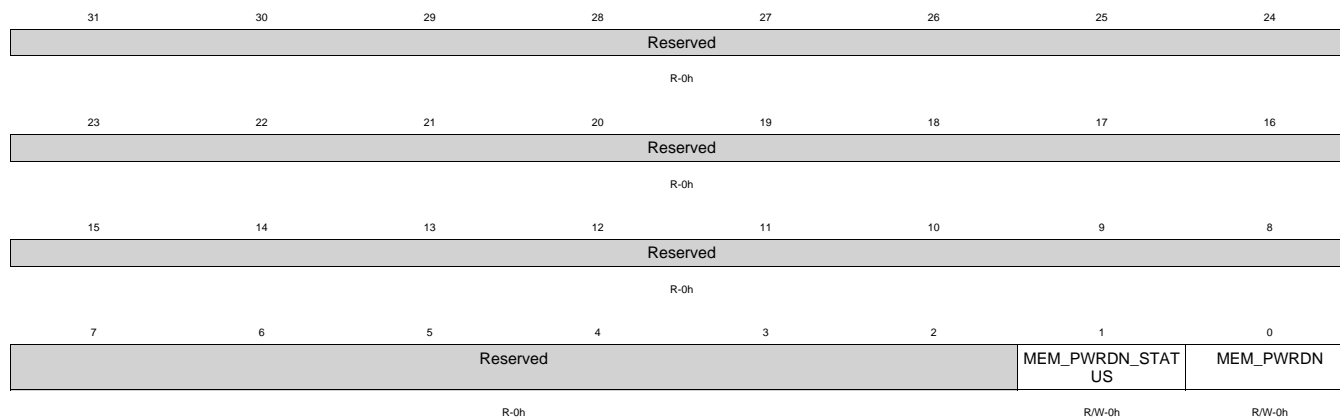 31 30 29 28 27 26 25 24
Reserved
R-0h
23 22 21 20 19 18 17 16
Reserved
R-0h
15 14 13 12 11 10 9 8
Reserved
R-0h
7 6 5 4 3 2 1 0
Reserved MEM_PWRDN_STAT MEM_PWRDN
US
R-0h R/W-0h R/W-0h